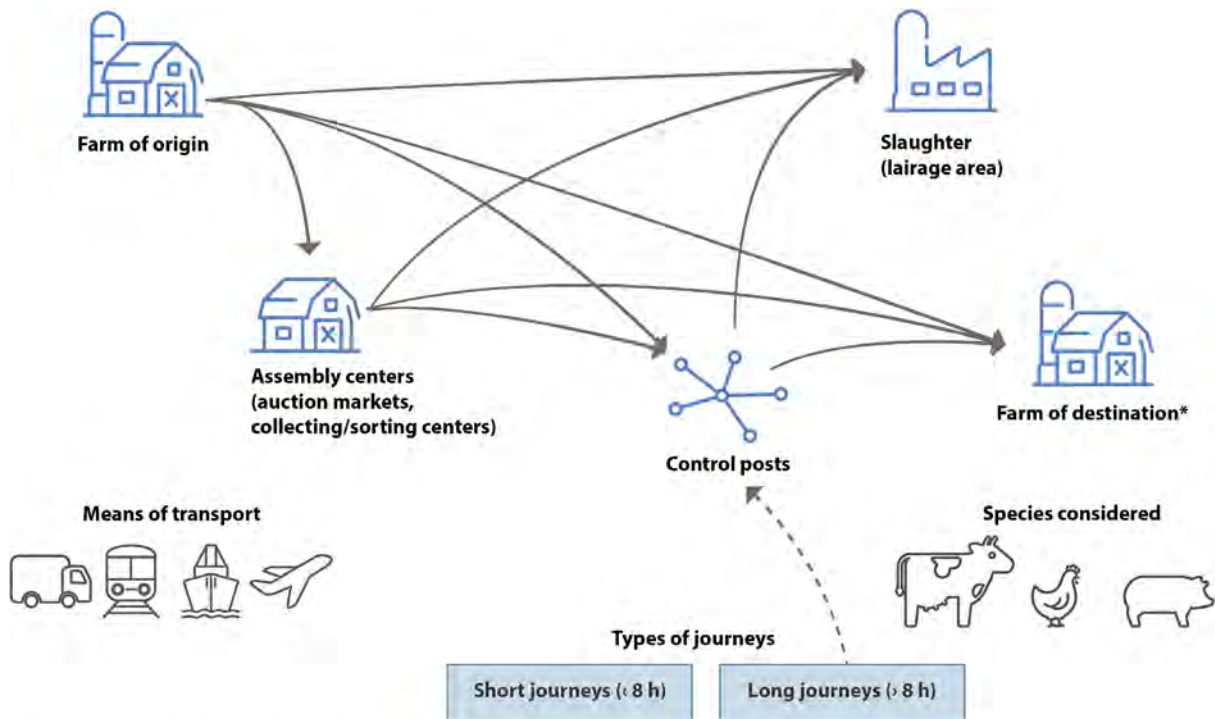 Farm of origin
Slaughter
(lairage area)
Assembly centers
(auction markets,
collecting/sorting centers)
Control posts
Farm of destination*
Means of transport
Species considered
Types of journeys
Short journeys (‹ 8 h)
Long journeys (› 8 h)